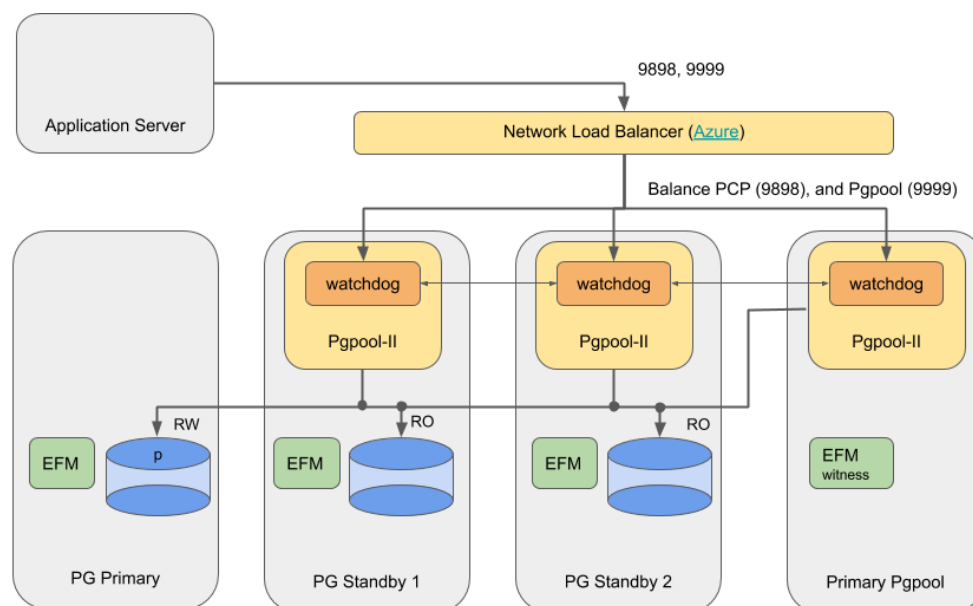 9898, 9999
Application Server
Network Load Balancer (Azure)
Balance PCP (9898), and Pgpool (9999)
watchdog
watchdog
watchdog
Pgpool-II
Pgpool-II
Pgpool-II
RW
RO
RO
EFM
p
EFM
EFM
EFM
witness
PG Primary
PG Standby 1
PG Standby 2
Primary Pgpool